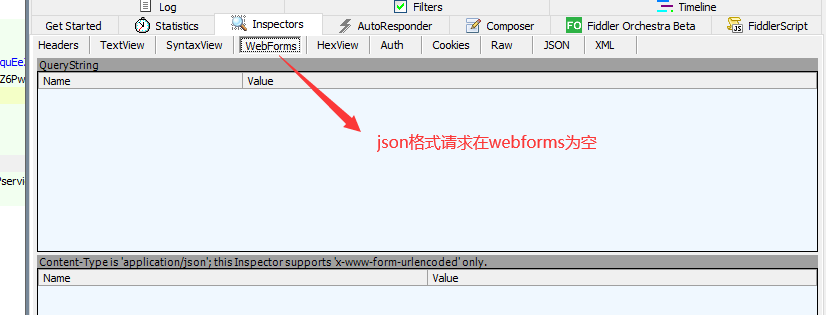 Log
Filters
Timeline
Get Started
Statistics
Inspectors
AutoResponder
Composer
FO
Fiddler Orchestra Beta
FiddlerScript
Headers
TextView
SyntaxView
WebForms
HexView
Auth
Cookies
Raw
JSON
XML
QueryString
Name
Value
json格式请求在webforms为空
Content-Type is 'application/json'; this Inspector supports 'x-www-form-urlencoded' only.
Name
Value